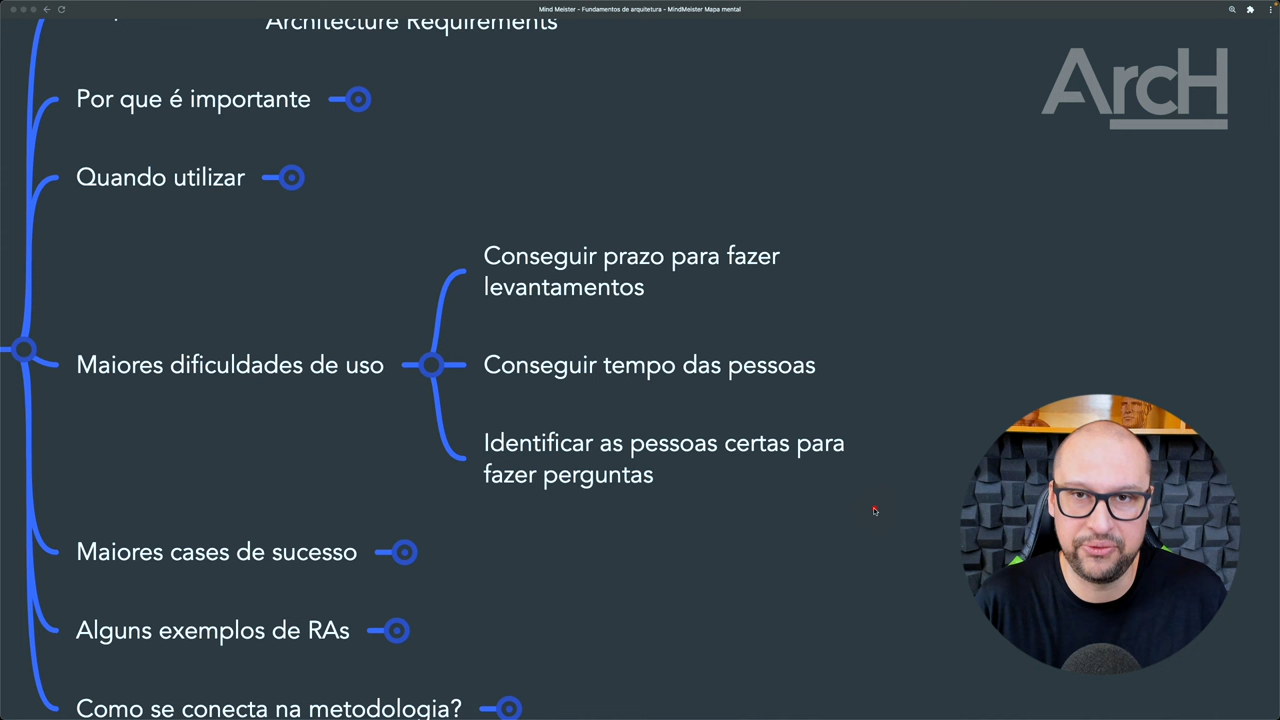 Mind Meister - Fundamentos de arquitetura - MindMeister Mapa mental
Architecture Requirements
ArcH
Por que é importante
Quando utilizar
Conseguir prazo para fazer
levantamentos
Maiores dificuldades de uso
Conseguir tempo das pessoas
Identificar as pessoas certas para
fazer perguntas
Maiores cases de sucesso
Alguns exemplos de RAs
Como se conecta na metodologia?